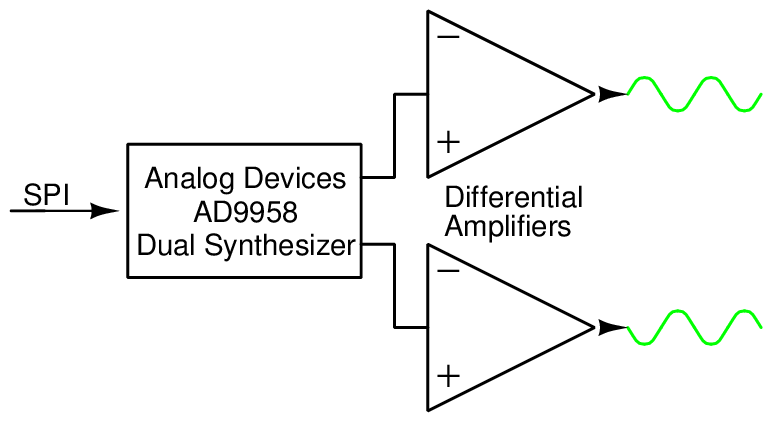 −
+
SPI
Analog Devices
AD9958
Dual Synthesizer
Differential
Amplifiers
−
+